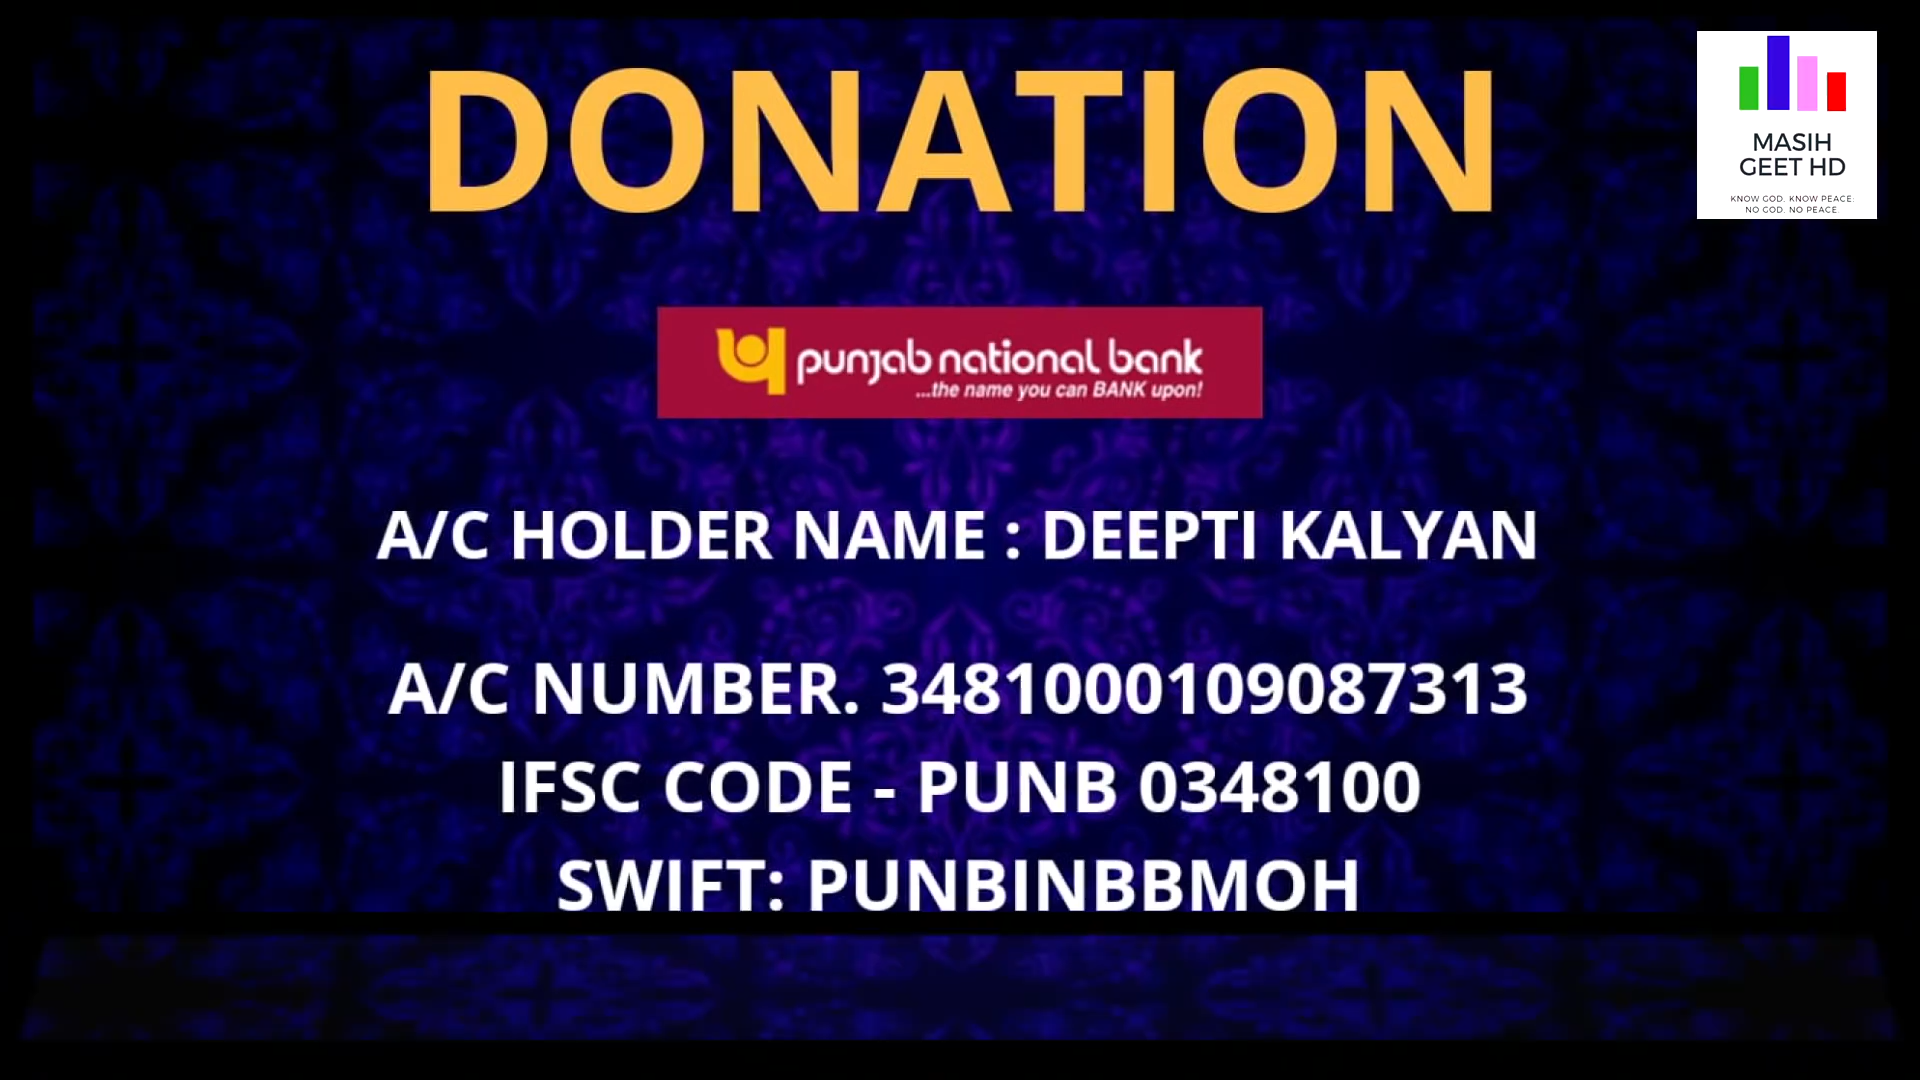 DONATION
MASIH
GEET HD
KNOW GOD. KNOW PEACE:
NO GOD. NO PEACE.
punjab national bank
...the name you can BANK upon!
A/C HOLDER NAME : DEEPTI KALYAN
A/C NUMBER. 3481000109087313
IFSC CODE - PUNB 0348100
SWIFT: PUNBINBBMOH